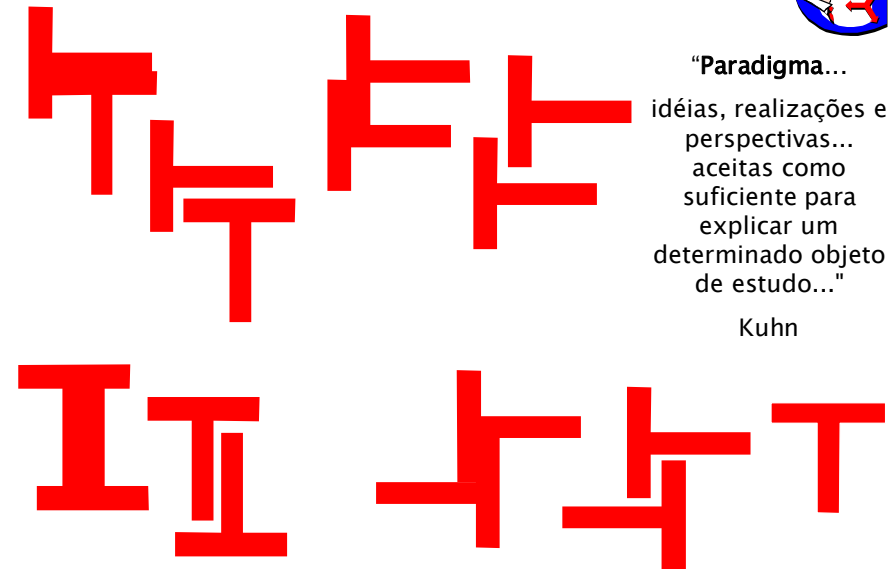 “Paradigma...
idéias, realizações e
perspectivas...
aceitas como
suficiente para
explicar um
determinado objeto
de estudo..."
Kuhn